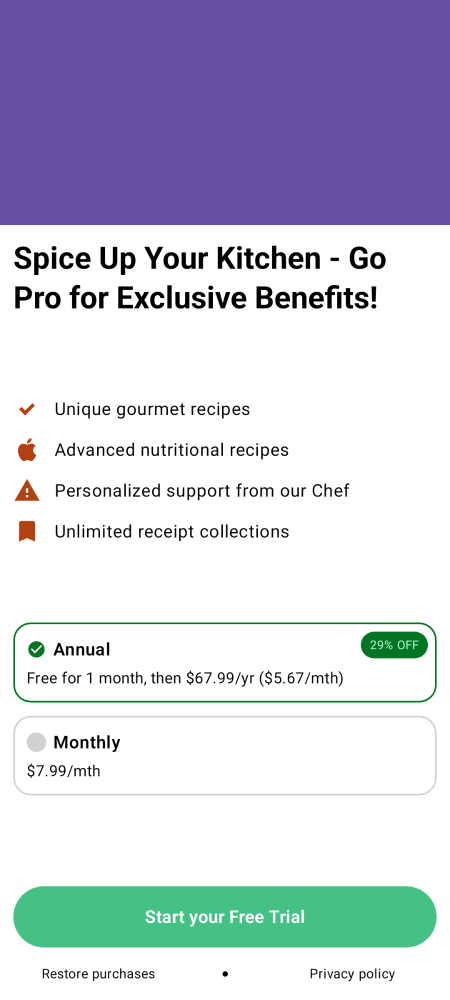 Spice Up Your Kitchen - Go
Pro for Exclusive Benefits!
Unique gourmet recipes
Advanced nutritional recipes
Personalized support from our Chef
Unlimited receipt collections
Annual
29% OFF
Free for 1 month, then $67.99/yr ($5.67/mth)
Monthly
$7.99/mth
Start your Free Trial
Restore purchases • Privacy policy